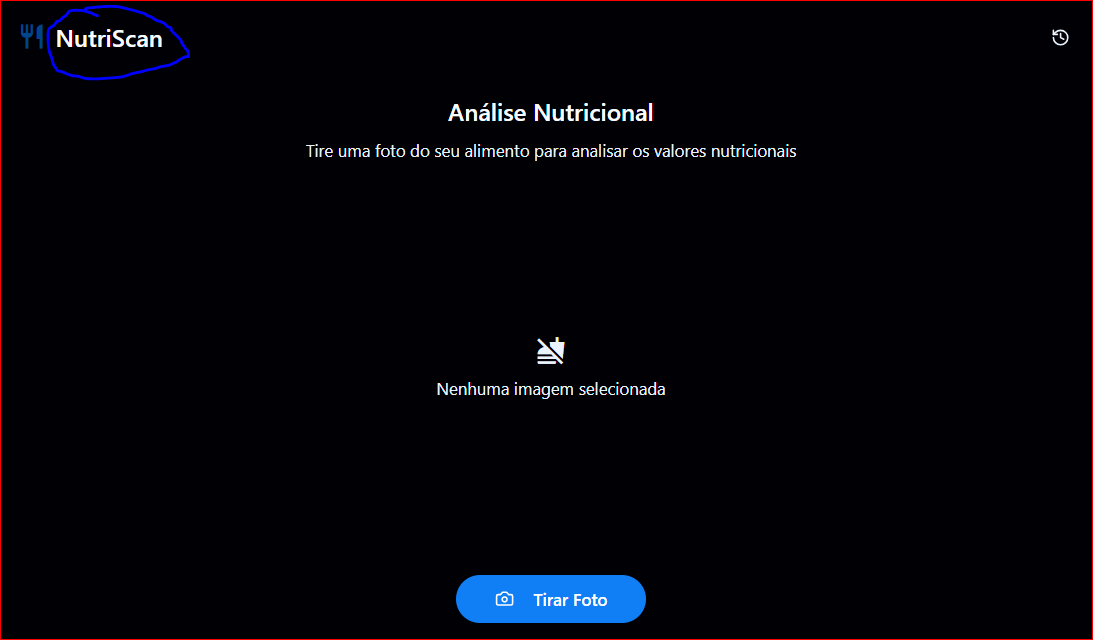 NutriScan
Análise Nutricional
Tire uma foto do seu alimento para analisar os valores nutricionais
Nenhuma imagem selecionada
Tirar Foto